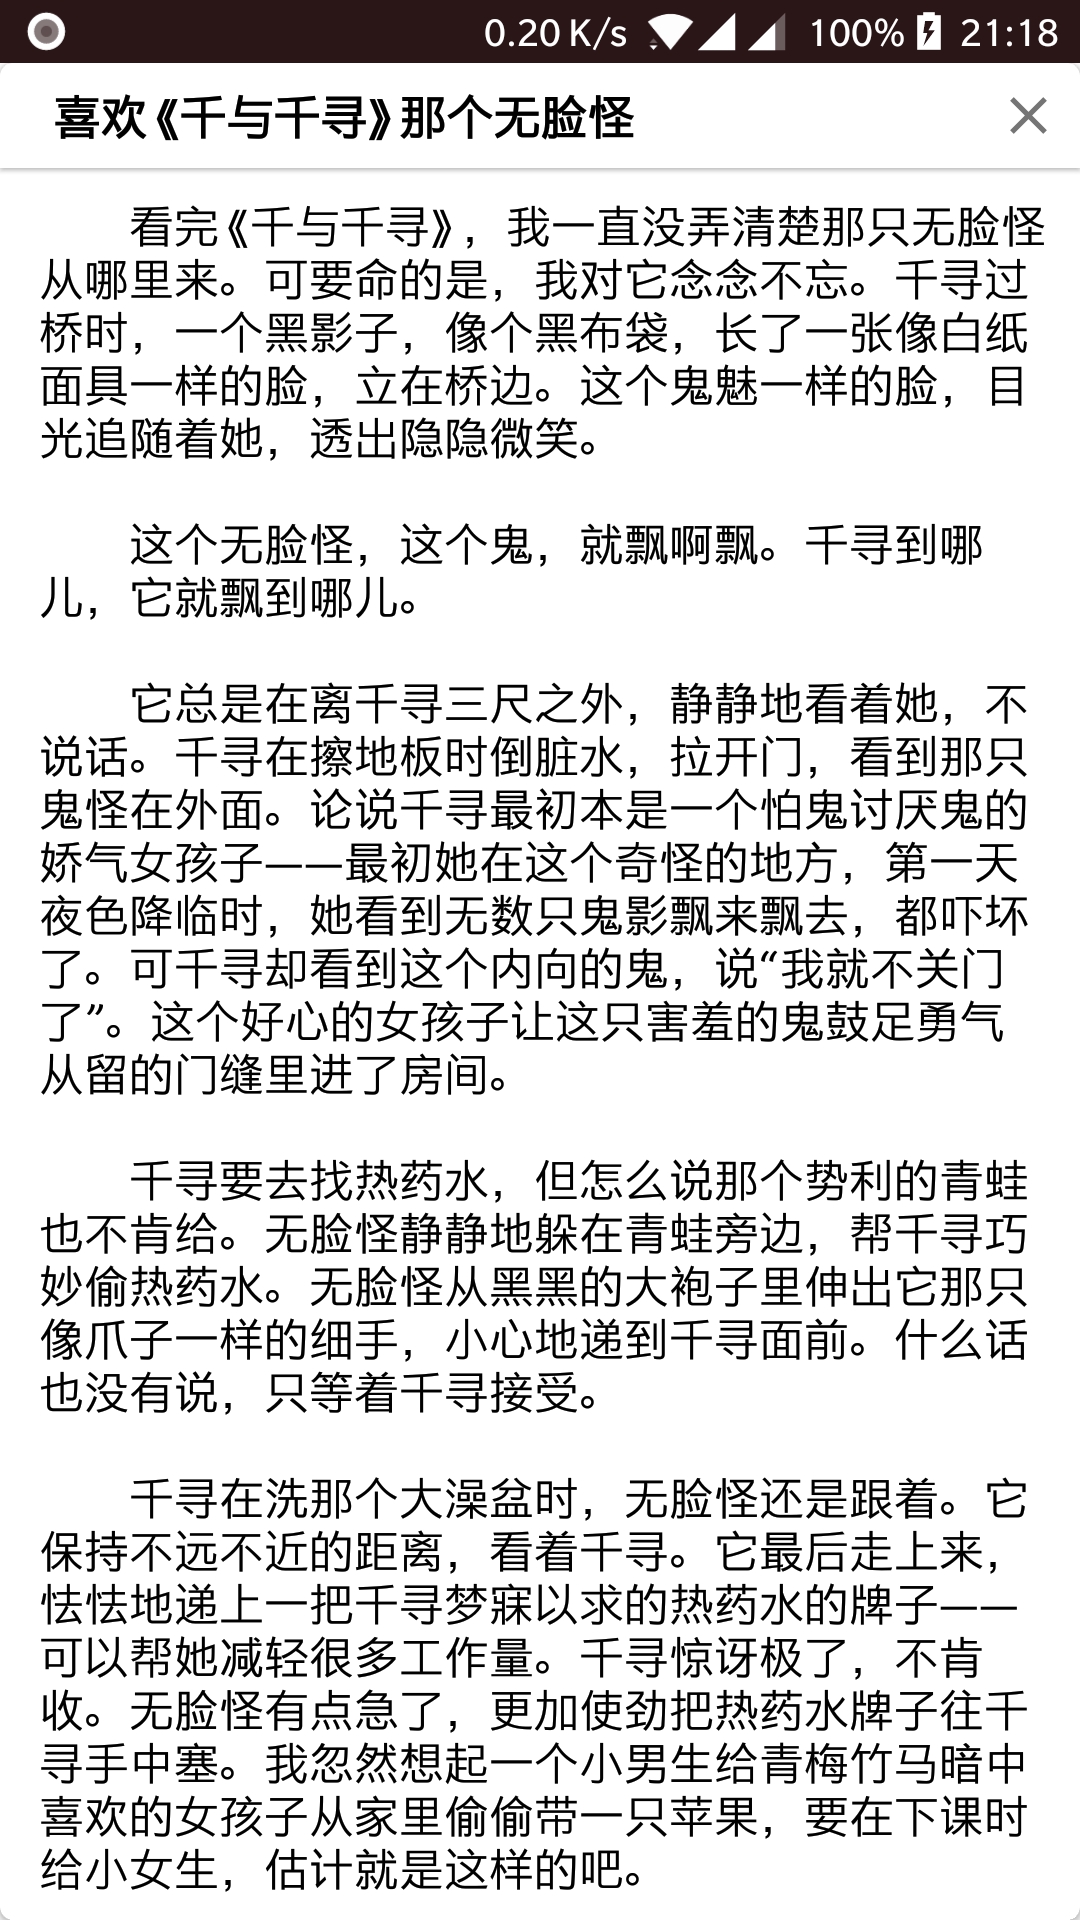 0.20 K/s 100% 21:18
喜欢《千与千寻》那个无脸怪
看完《千与千寻》，我一直没弄清楚那只无脸怪
从哪里来。可要命的是，我对它念念不忘。千寻过
桥时，一个黑影子，像个黑布袋，长了一张像白纸
面具一样的脸，立在桥边。这个鬼魅一样的脸，目
光追随着她，透出隐隐微笑。
这个无脸怪，这个鬼，就飘啊飘。千寻到哪
儿，它就飘到哪儿。
它总是在离千寻三尺之外，静静地看着她，不
说话。千寻在擦地板时倒脏水，拉开门，看到那只
鬼怪在外面。论说千寻最初本是一个怕鬼讨厌鬼的
娇气女孩子——最初她在这个奇怪的地方，第一天
夜色降临时，她看到无数只鬼影飘来飘去，都吓坏
了。可千寻却看到这个内向的鬼，说“我就不关门
了”。这个好心的女孩子让这只害羞的鬼鼓足勇气
从留的门缝里进了房间。
千寻要去找热药水，但怎么说那个势利的青蛙
也不肯给。无脸怪静静地躲在青蛙旁边，帮千寻巧
妙偷热药水。无脸怪从黑黑的大袍子里伸出它那只
像爪子一样的细手，小心地递到千寻面前。什么话
也没有说，只等着千寻接受。
千寻在洗那个大澡盆时，无脸怪还是跟着。它
保持不远不近的距离，看着千寻。它最后走上来，
怯怯地递上一把千寻梦寐以求的热药水的牌子——
可以帮她减轻很多工作量。千寻惊讶极了，不肯
收。无脸怪有点急了，更加使劲把热药水牌子往千
寻手中塞。我忽然想起一个小男生给青梅竹马暗中
喜欢的女孩子从家里偷偷带一只苹果，要在下课时
给小女生，估计就是这样的吧。